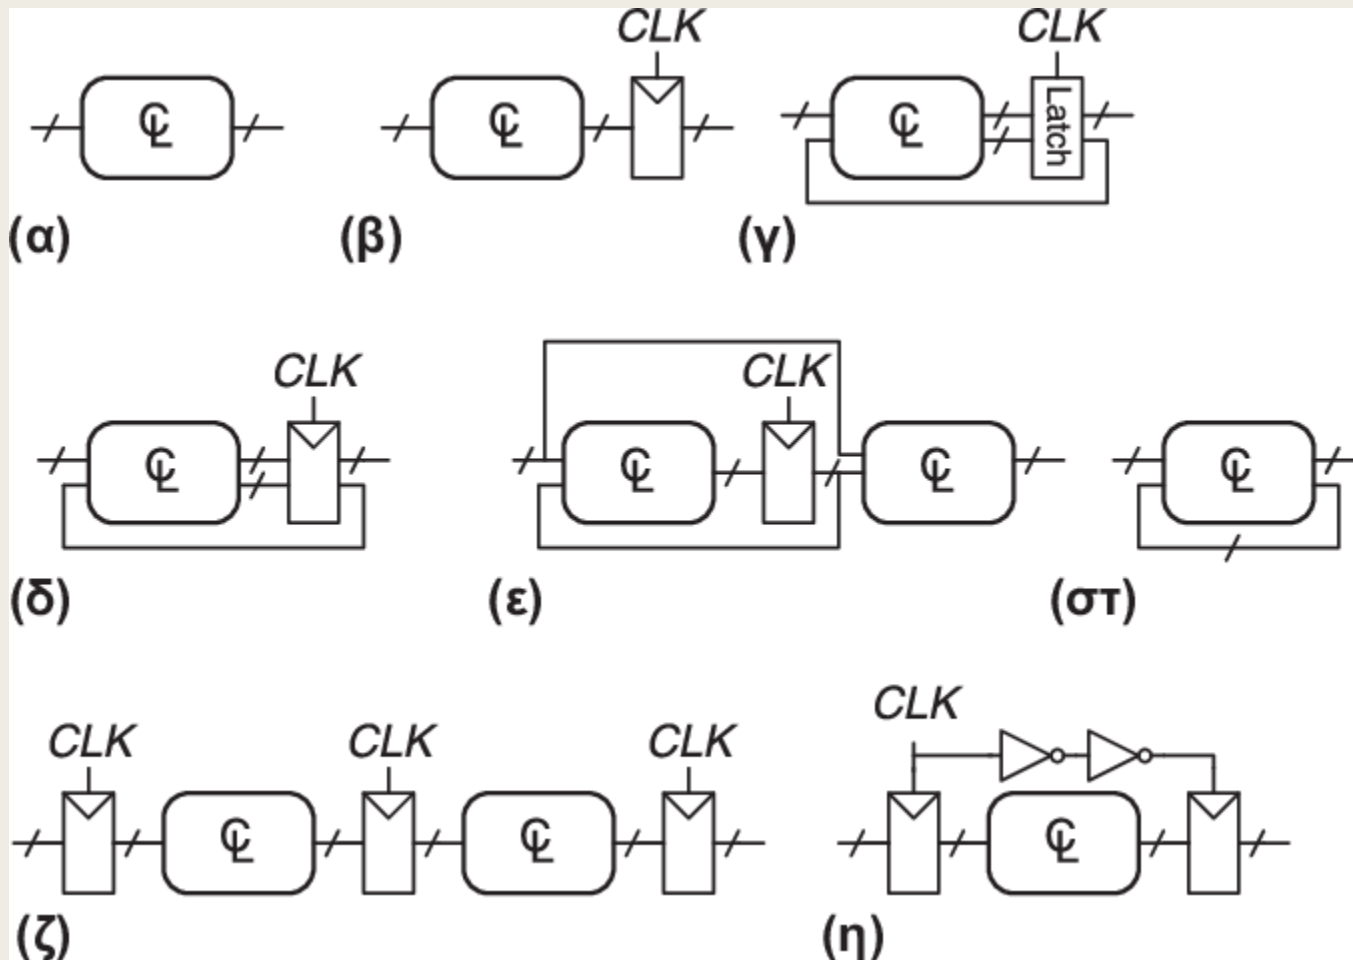 CLK CLK
CL CL CL Latch
(α) (β) (γ)
CLK CLK
CL CL CL CL
(δ) (ε) (στ)
CLK
CLK CLK CLK
CL CL CL
(ζ) (η)